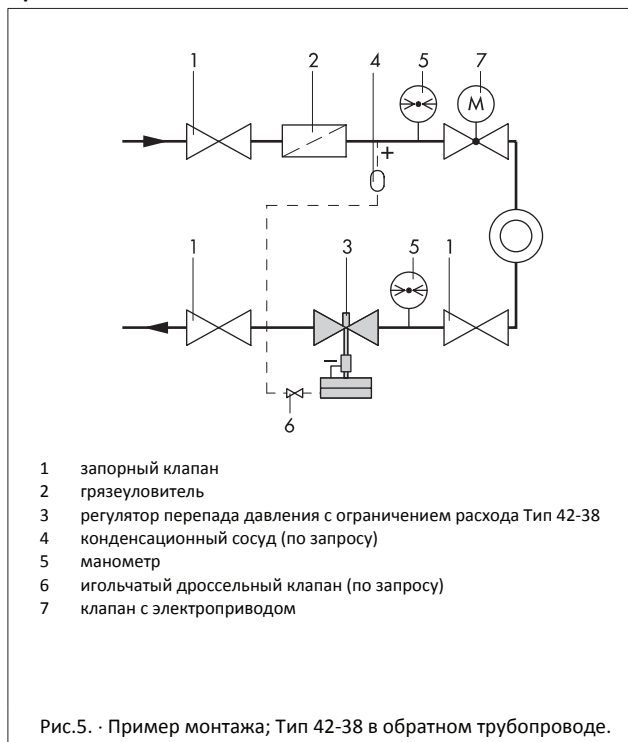 1 2 4 5 7
M
+
1 3 5 1
−
6
1 запорный клапан
2 грязеуловитель
3 регулятор перепада давления с ограничением расхода Тип 42-38
4 конденсационный сосуд (по запросу)
5 манометр
6 игольчатый дроссельный клапан (по запросу)
7 клапан с электроприводом
Рис.5. · Пример монтажа; Тип 42-38 в обратном трубопроводе.